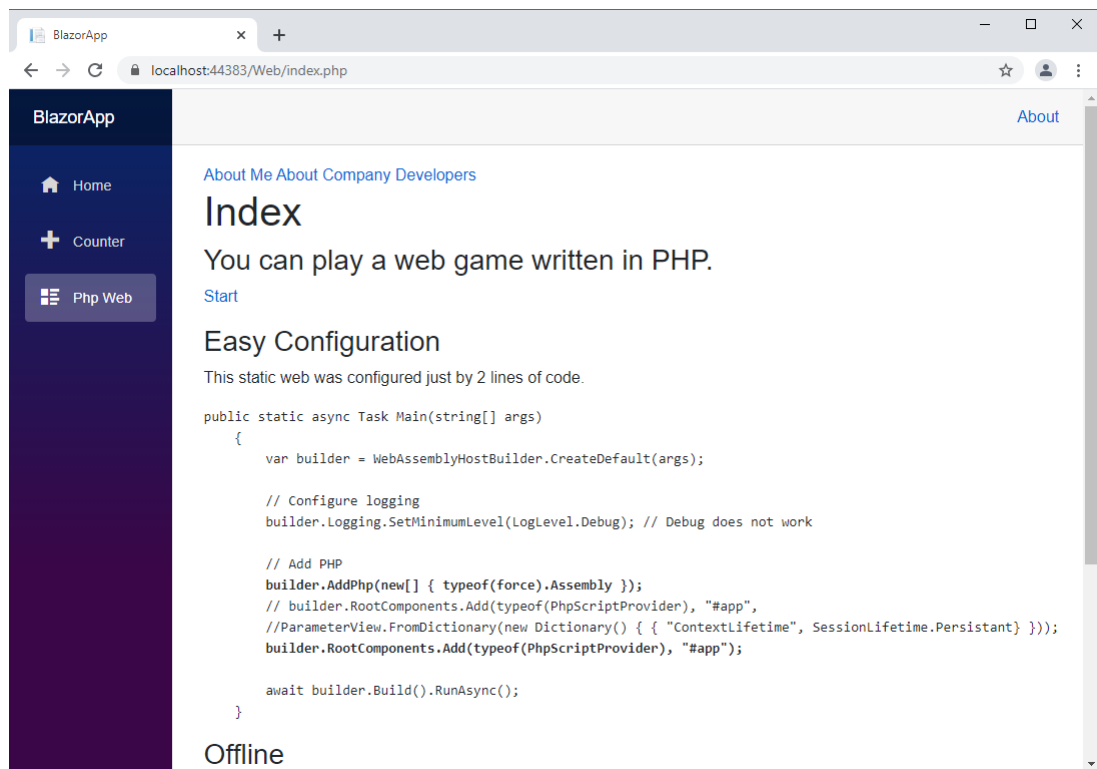 BlazorApp
localhost:44383/Web/index.php
BlazorApp
About
Home
Counter
Php Web
About Me About Company Developers
Index
You can play a web game written in PHP.
Start
Easy Configuration
This static web was configured just by 2 lines of code.
public static async Task Main(string[] args)
{
var builder = WebAssemblyHostBuilder.CreateDefault(args);
// Configure logging
builder.Logging.SetMinimumLevel(LogLevel.Debug); // Debug does not work
// Add PHP
builder.AddPhp(new[] { typeof(force).Assembly });
// builder.RootComponents.Add(typeof(PhpScriptProvider), "#app",
//ParameterView.FromDictionary(new Dictionary() { { "ContextLifetime", SessionLifetime.Persistant} }));
builder.RootComponents.Add(typeof(PhpScriptProvider), "#app");
await builder.Build().RunAsync();
}
Offline